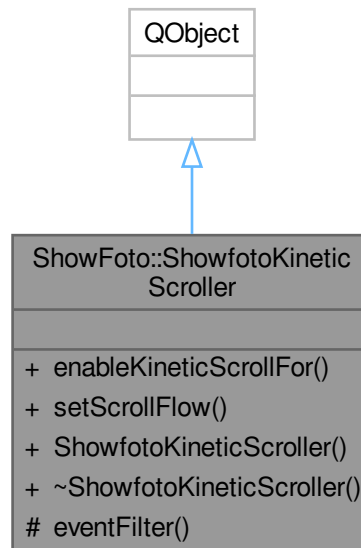 QObject
ShowFoto::ShowfotoKinetic
Scroller
+ enableKineticScrollFor()
+ setScrollFlow()
+ ShowfotoKineticScroller()
+ ~ShowfotoKineticScroller()
# eventFilter()